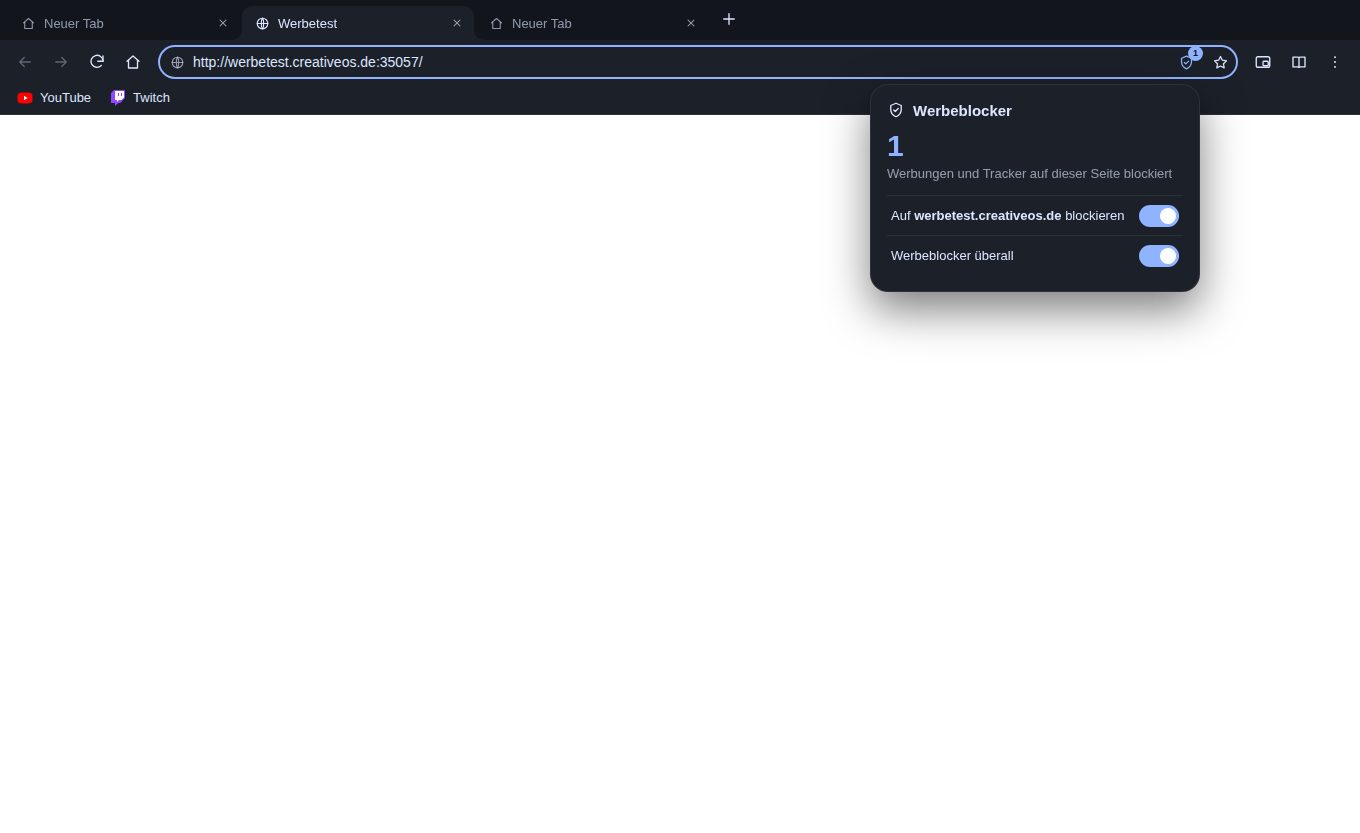 Neuer Tab
Werbetest
Neuer Tab
http://werbetest.creativeos.de:35057/
1
YouTube
Twitch
Werbeblocker
1
Werbungen und Tracker auf dieser Seite blockiert
Auf werbetest.creativeos.de blockieren
Werbeblocker überall